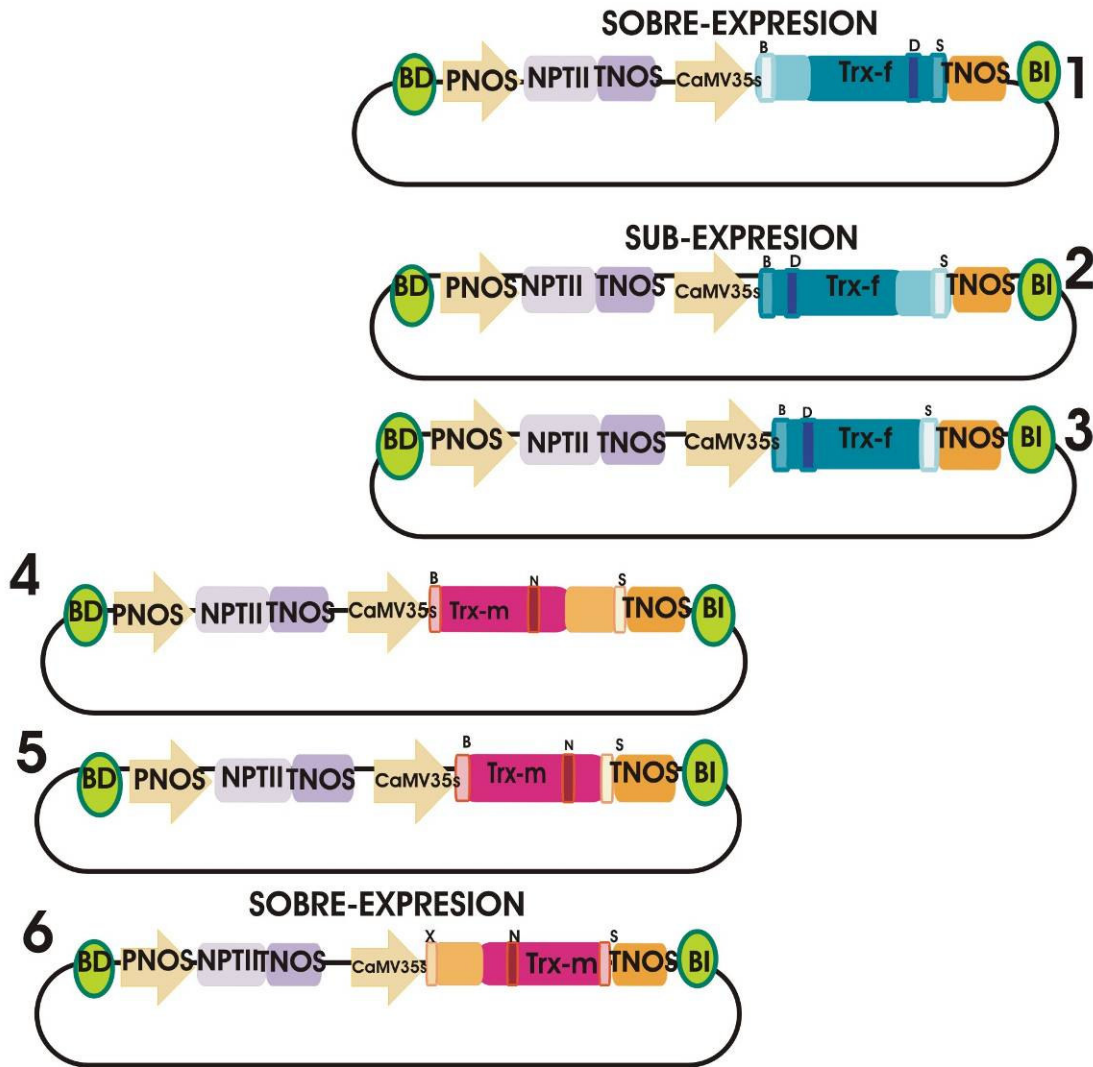 SOBRE-EXPRESION
B D S
BD PNOS NPTII TNOS CaMV35s Trx-f TNOS BI 1
SUB-EXPRESION
B D S
BD PNOS NPTII TNOS CaMV35s Trx-f TNOS BI 2
B D S
BD PNOS NPTII TNOS CaMV35s Trx-f TNOS BI 3
4 B N S
BD PNOS NPTII TNOS CaMV35s Trx-m TNOS BI
5 B N S
BD PNOS NPTII TNOS CaMV35s Trx-m TNOS BI
SOBRE-EXPRESION
6 X N S
BD PNOS NPTII TNOS CaMV35s Trx-m TNOS BI